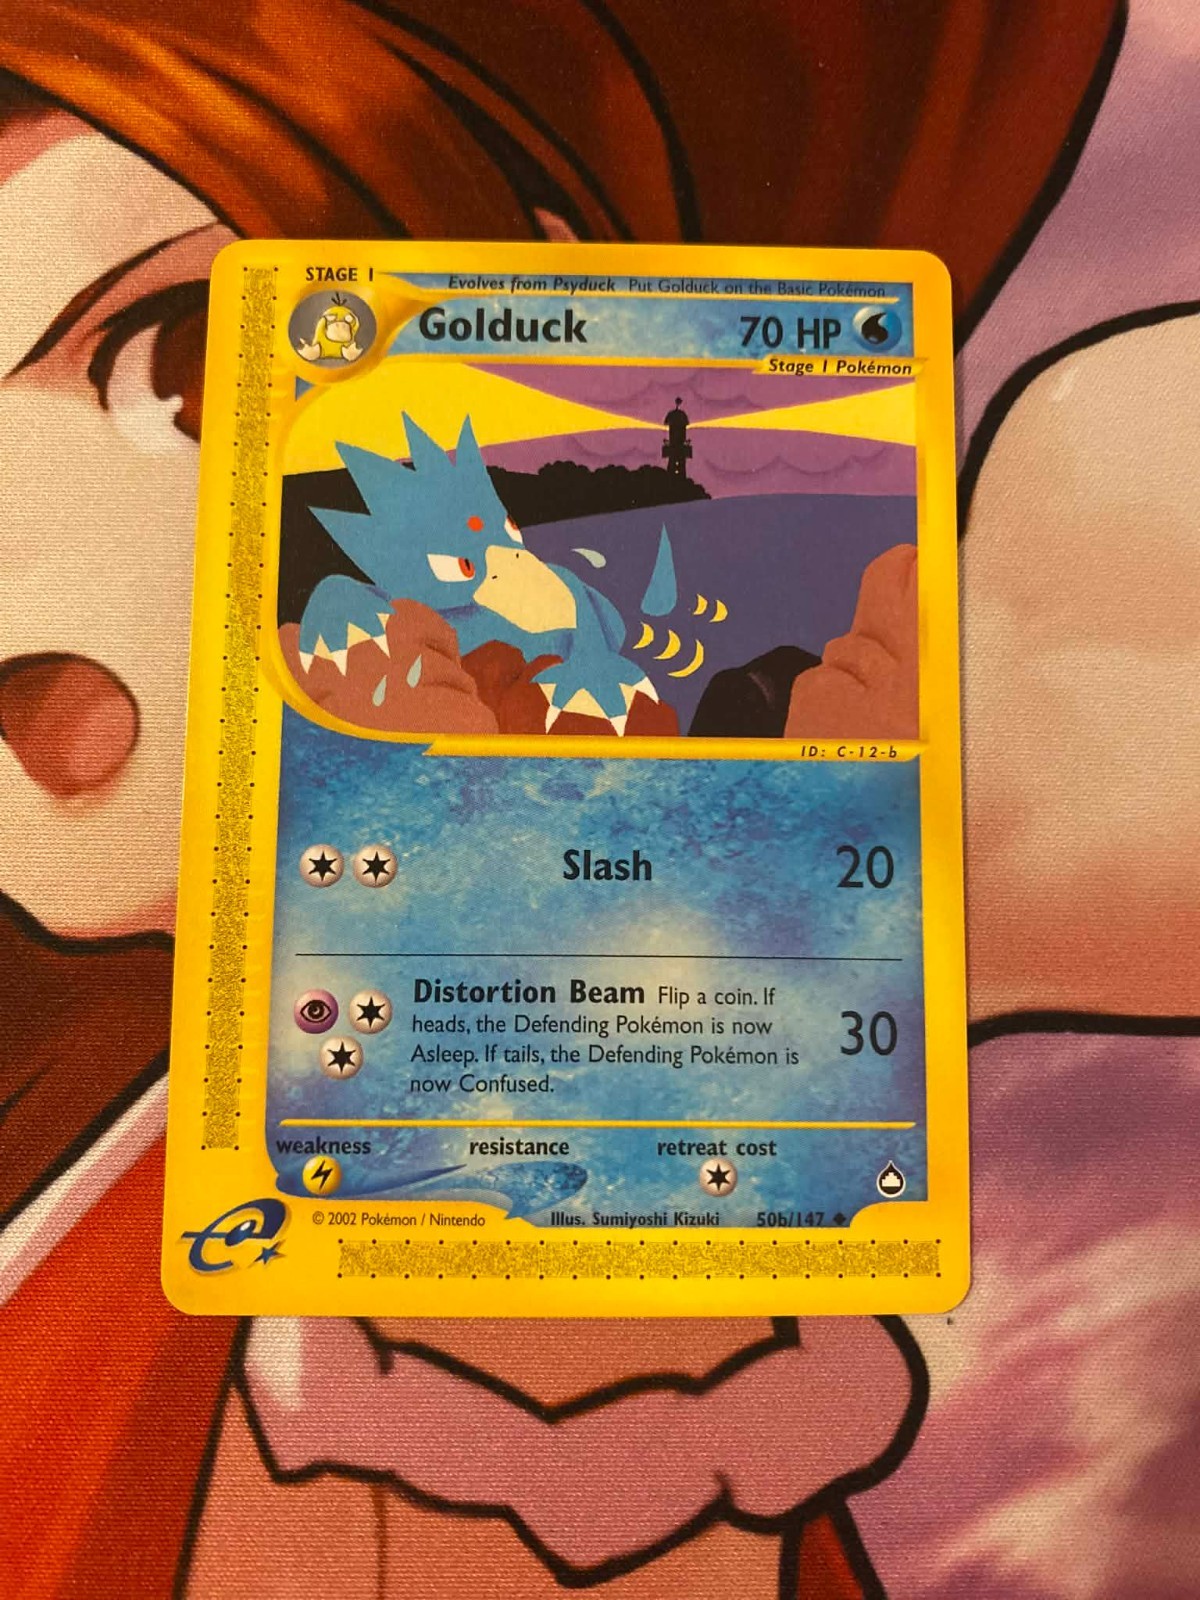 STAGE 1
Evolves from Psyduck Put Golduck on the Basic Pokémon
Golduck 70 HP
Stage 1 Pokémon
ID: C-12-b
Slash 20
Distortion Beam Flip a coin. If
heads, the Defending Pokémon is now
Asleep. If tails, the Defending Pokémon is
now Confused.
30
weakness resistance retreat cost
© 2002 Pokémon / Nintendo Illus. Sumiyoshi Kizuki 50b/147
e